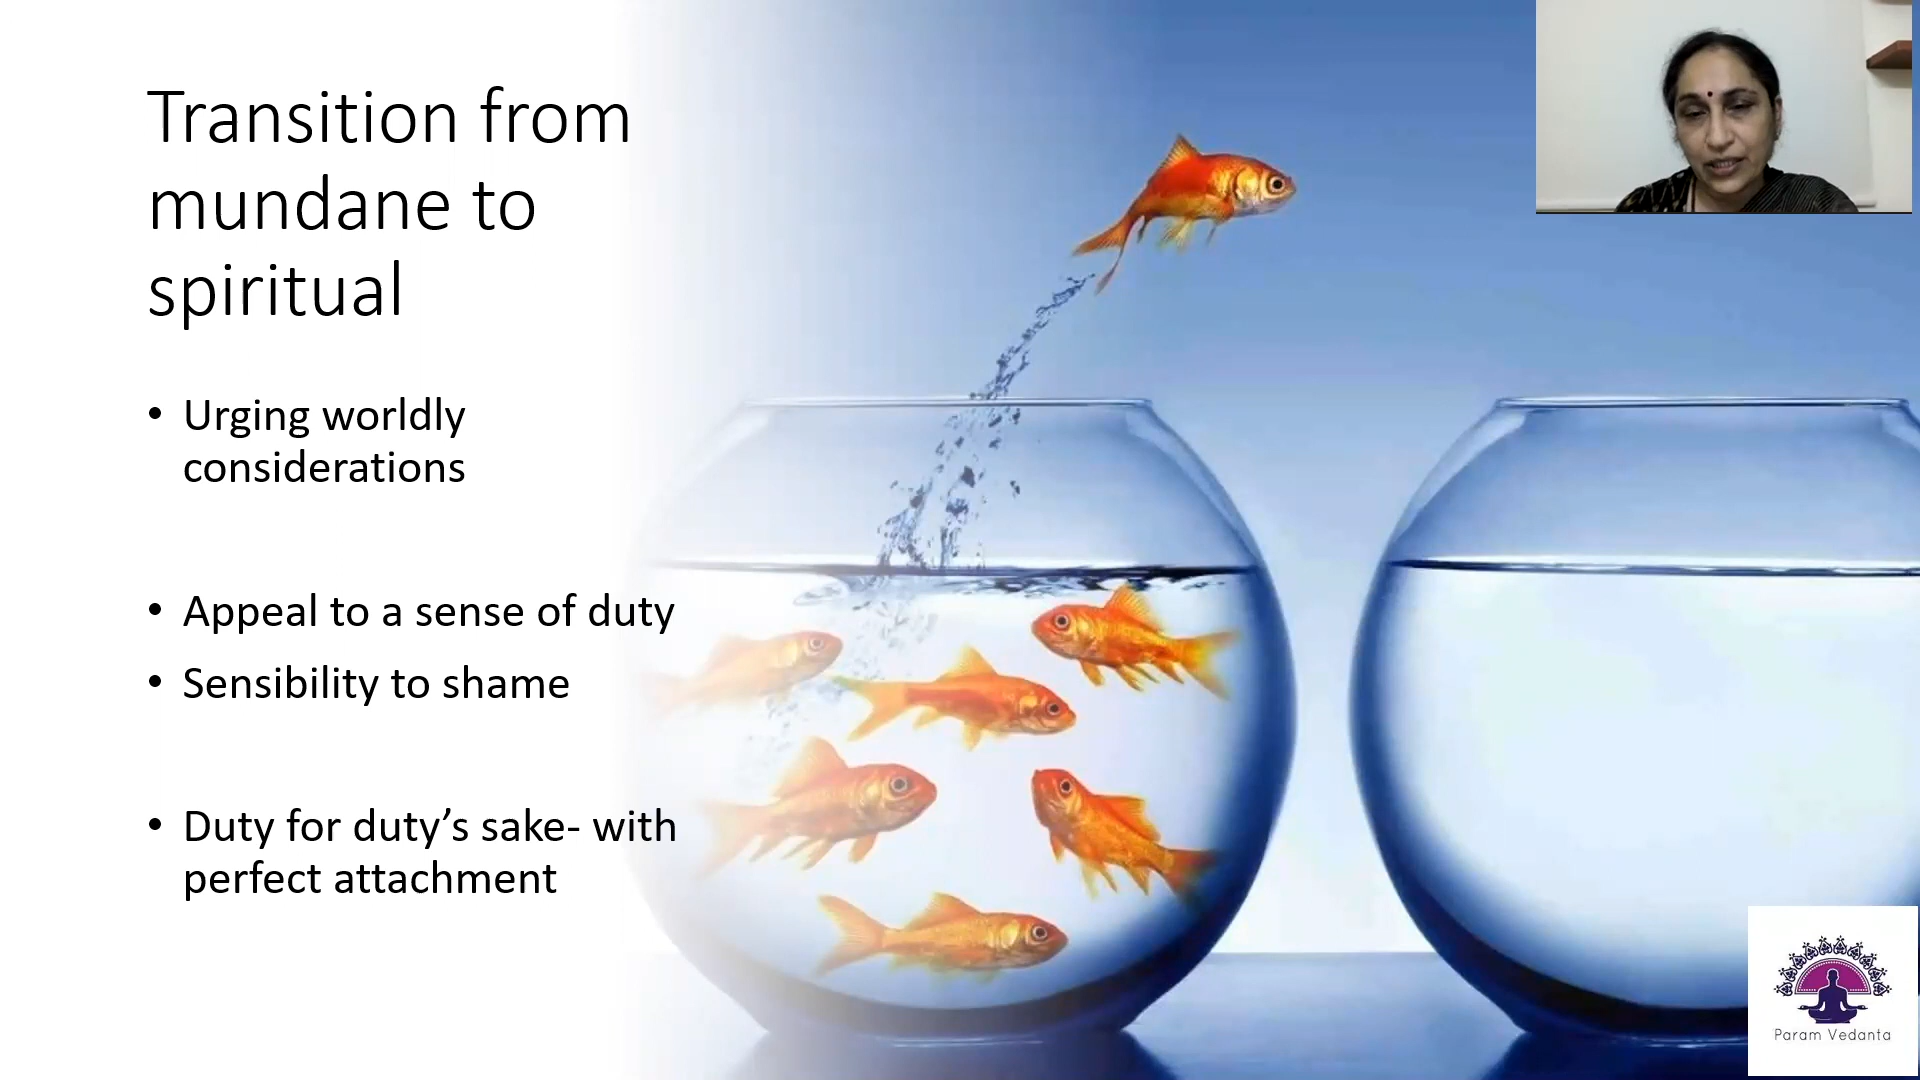 Transition from
mundane to
spiritual
• Urging worldly
considerations
• Appeal to a sense of duty
• Sensibility to shame
• Duty for duty’s sake- with
perfect attachment
Param Vedanta